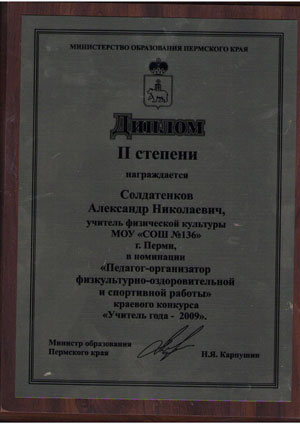 МИНИСТЕРСТВО ОБРАЗОВАНИЯ ПЕРМСКОГО КРАЯ
Диплом
II степени
награждается
Солдатенков
Александр Николаевич,
учитель физической культуры
МОУ «СОШ №136»
г. Перми,
в номинации
«Педагог-организатор
физкультурно-оздоровительной
и спортивной работы»
краевого конкурса
«Учитель года - 2009».
Министр образования
Пермского края
Н.Я. Карпушин